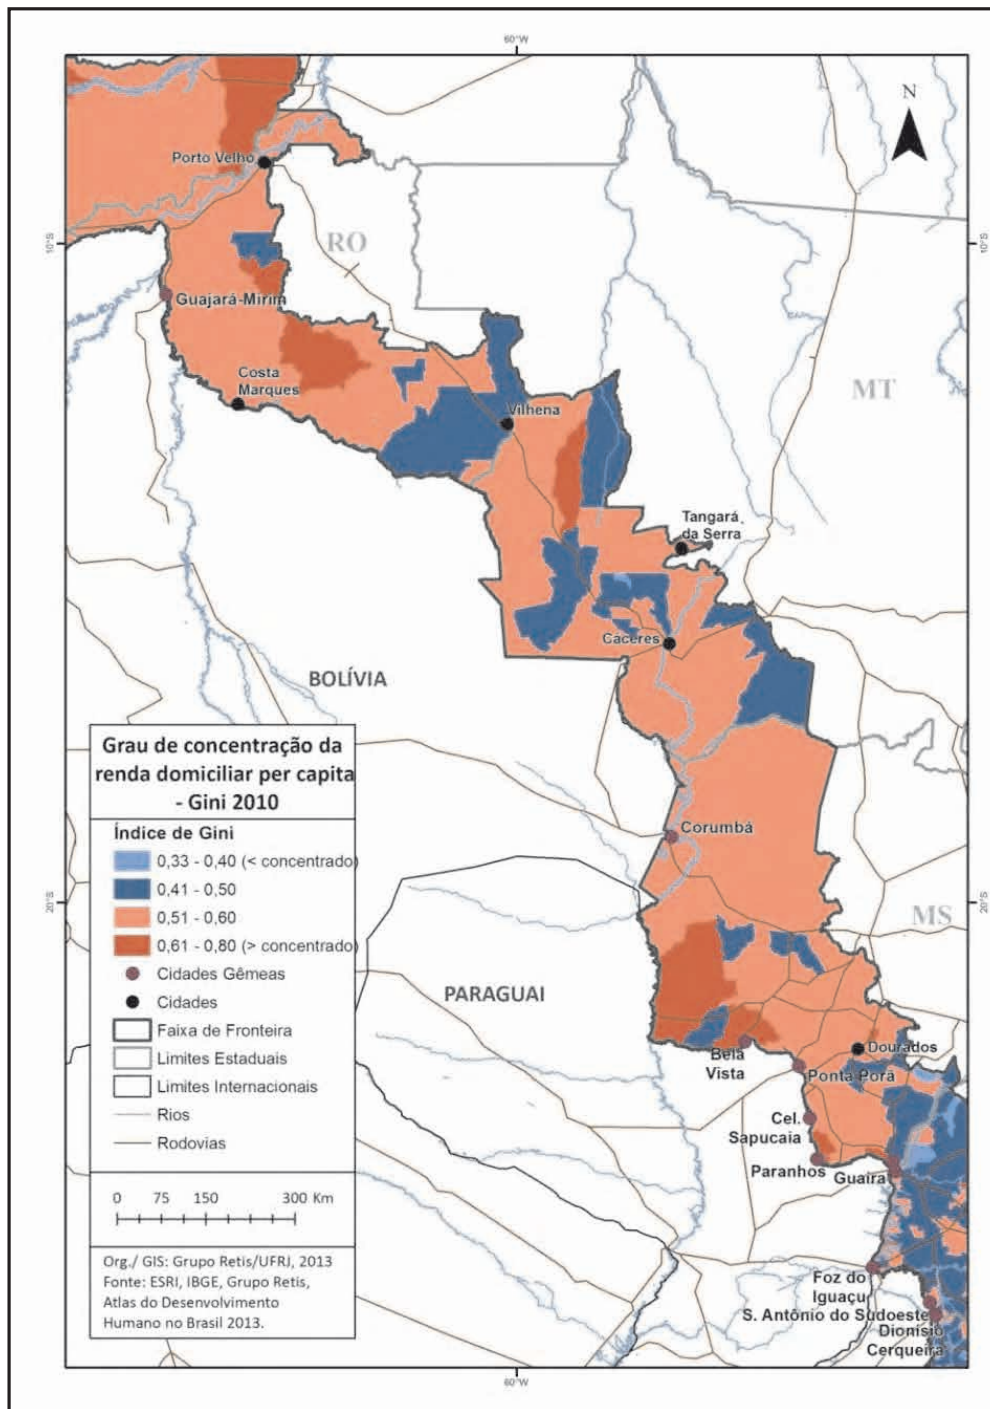 60°W
N
Porto Velho
RO
10°S
10°S
Guajará-Mirim
Costa
Marques
MT
Vilhena
Tangará
da Serra
Cáceres
BOLÍVIA
Grau de concentração da
renda domiciliar per capita
- Gini 2010
Índice de Gini
0,33 - 0,40 (< concentrado)
0,41 - 0,50
0,51 - 0,60
0,61 - 0,80 (> concentrado)
Cidades Gêmeas
Cidades
Faixa de Fronteira
Limites Estaduais
Limites Internacionais
Rios
Rodovias
0 75 150 300 Km
Org./ GIS: Grupo Retis/UFRJ, 2013
Fonte: ESRI, IBGE, Grupo Retis,
Atlas do Desenvolvimento
Humano no Brasil 2013.
Corumbá
20°S
20°S
MS
PARAGUAI
Bela
Vista
Dourados
Ponta Porã
Cel.
Sapucaia
Paranhos
Guaíra
Foz do
Iguaçu
S. Antônio do Sudoeste
Dionísio
Cerqueira
60°W